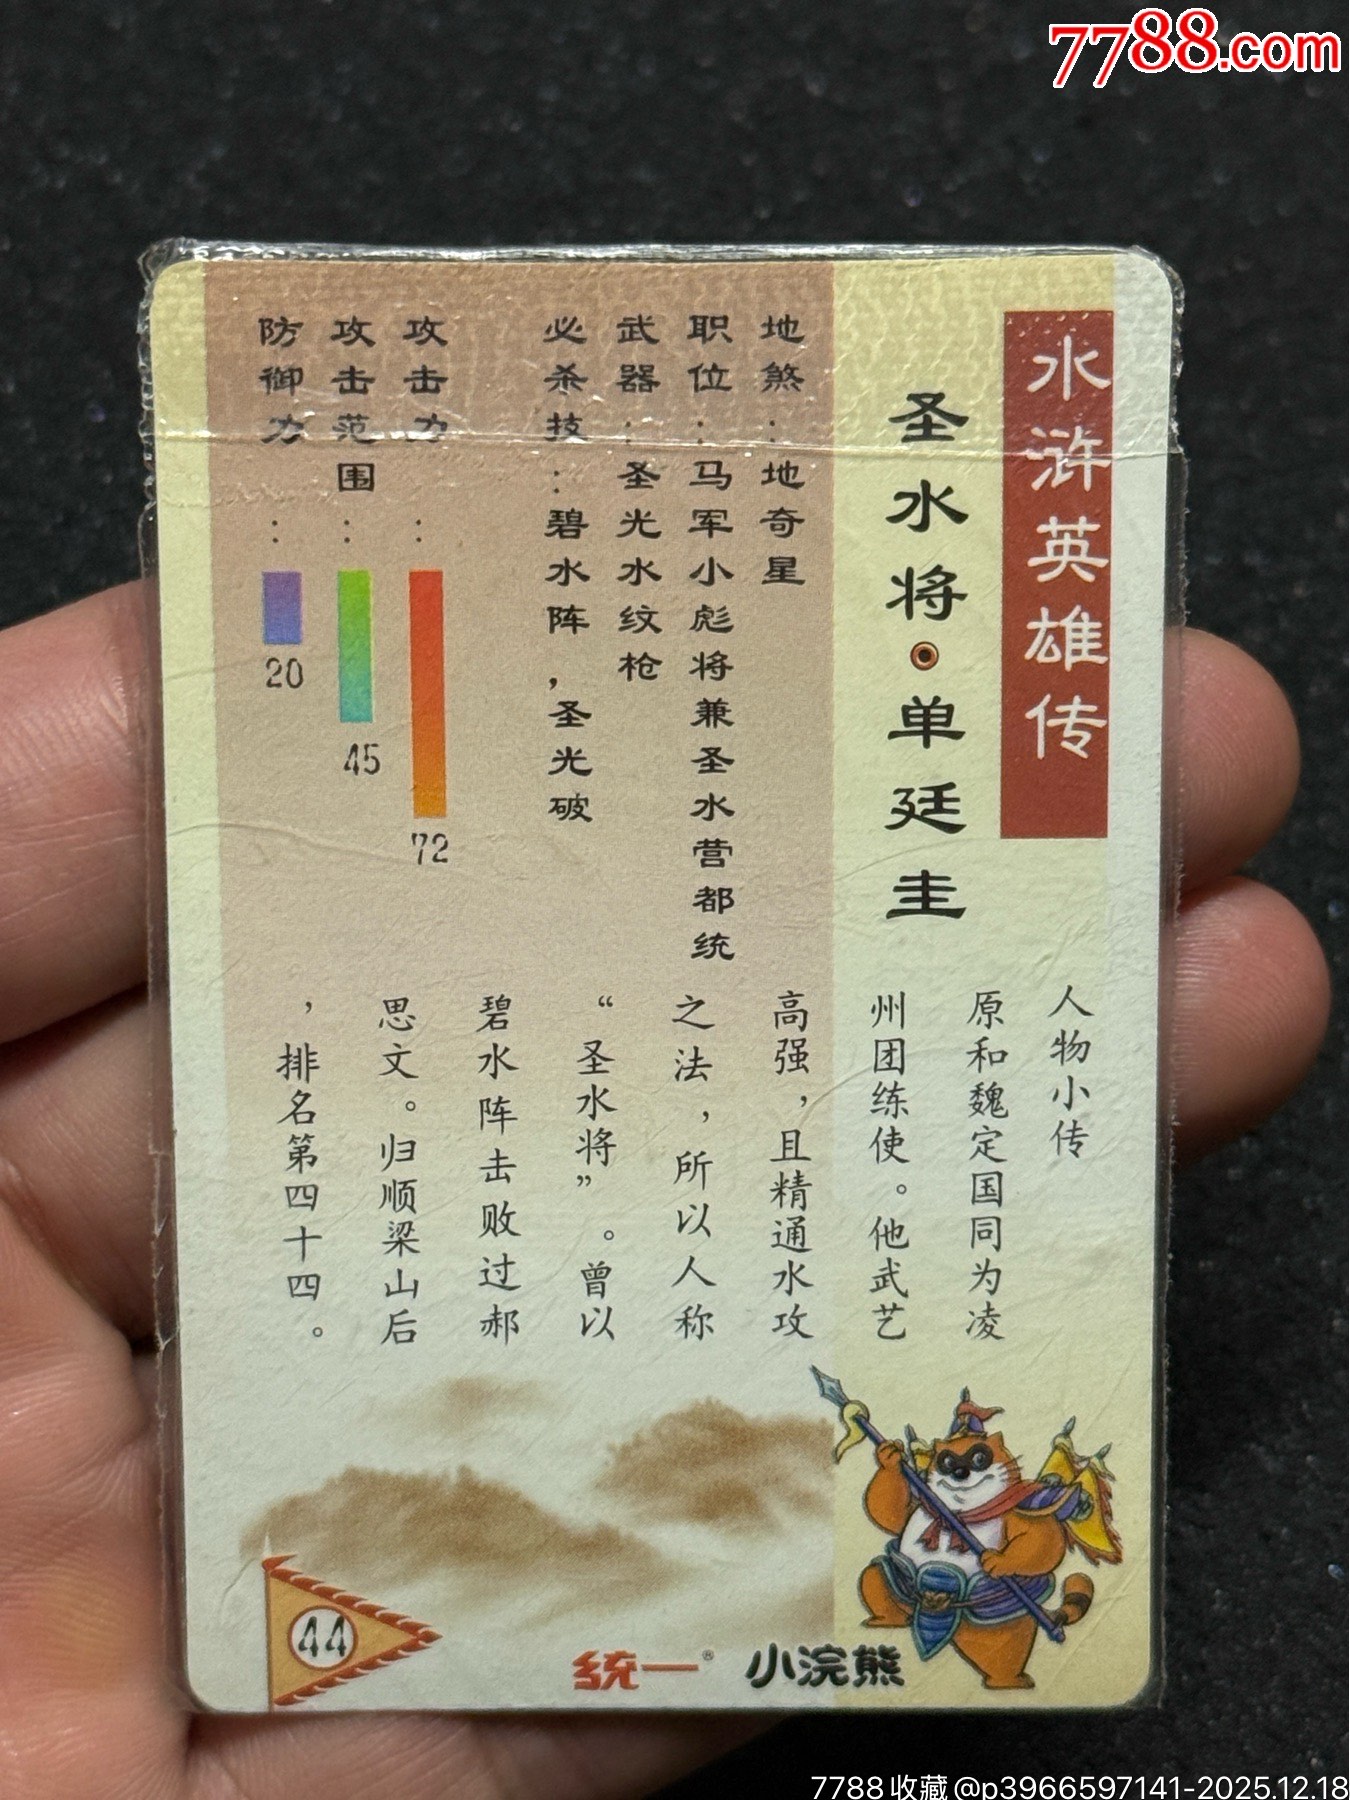 7788.com
水浒英雄传
圣水将·单廷圭
地煞：地奇星
职位：马军小彪将兼圣水营都统
武器：圣光水纹枪
必杀技：碧水阵，圣光破
攻击力：
72
攻击范围：
45
防御力：
20
人物小传
原和魏定国同为凌
州团练使。他武艺
高强，且精通水攻
之法，所以人称
“圣水将”。曾以
碧水阵击败过郝
思文。归顺梁山后
，排名第四十四。
44
统一® 小浣熊
7788收藏@p3966597141-2025.12.18